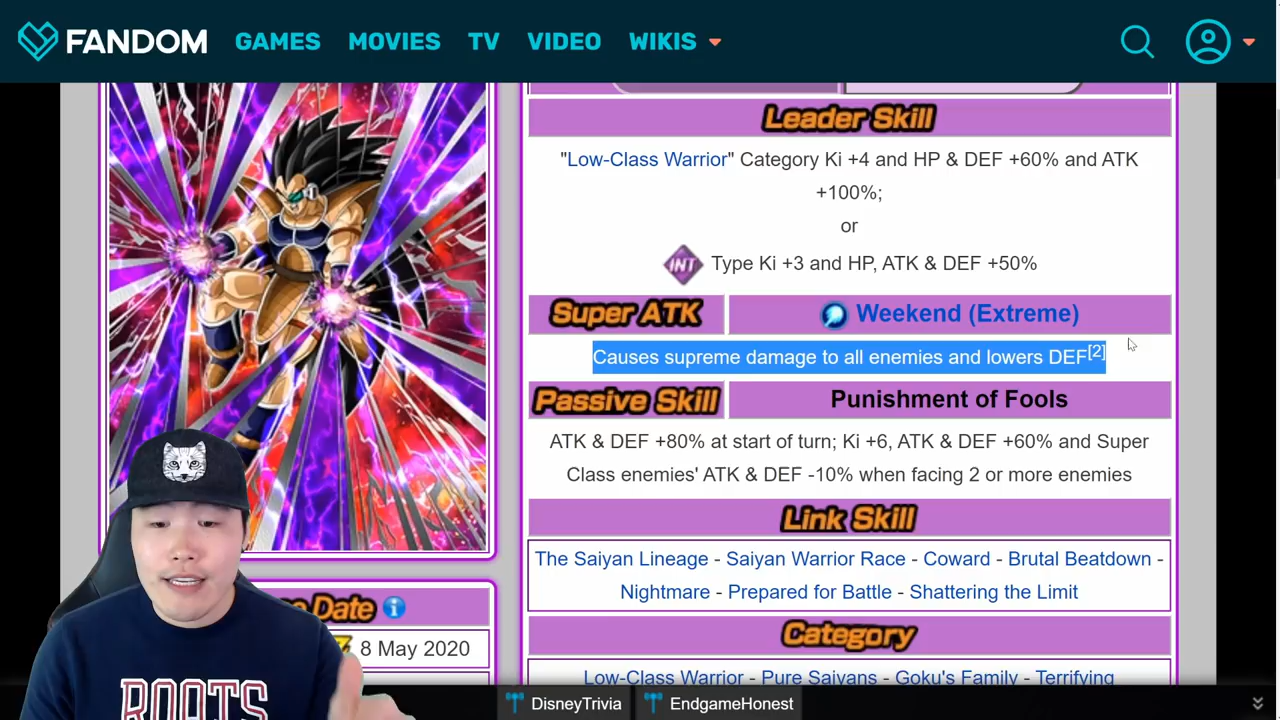 FANDOM GAMES MOVIES TV VIDEO WIKIS
Leader Skill
"Low-Class Warrior" Category Ki +4 and HP & DEF +60% and ATK
+100%;
or
INT Type Ki +3 and HP, ATK & DEF +50%
Super ATK Weekend (Extreme)
Causes supreme damage to all enemies and lowers DEF[2]
Passive Skill Punishment of Fools
ATK & DEF +80% at start of turn; Ki +6, ATK & DEF +60% and Super
Class enemies' ATK & DEF -10% when facing 2 or more enemies
Link Skill
The Saiyan Lineage - Saiyan Warrior Race - Coward - Brutal Beatdown -
Nightmare - Prepared for Battle - Shattering the Limit
Category
Low-Class Warrior - Pure Saiyans - Goku's Family - Terrifying
Date
8 May 2020
ROOTS
DisneyTrivia EndgameHonest